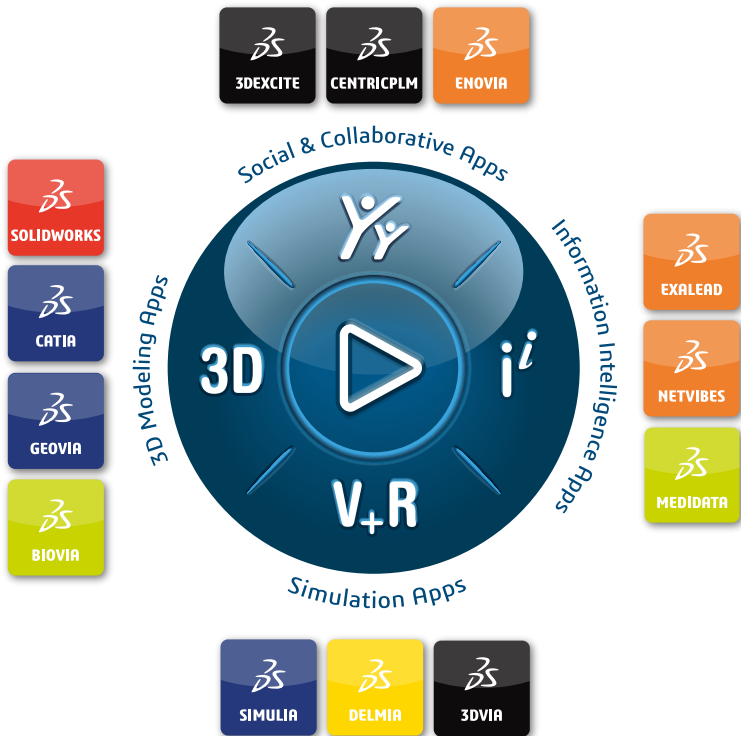 3DEXCITE
CENTRICPLM
ENOVIA
Social & Collaborative Apps
SOLIDWORKS
CATIA
GEOVIA
BIOVIA
3D Modeling Apps
3D
i i
V+R
Information Intelligence Apps
EXALEAD
NETVIBES
MEDIDATA
Simulation Apps
SIMULIA
DELMIA
3DVIA